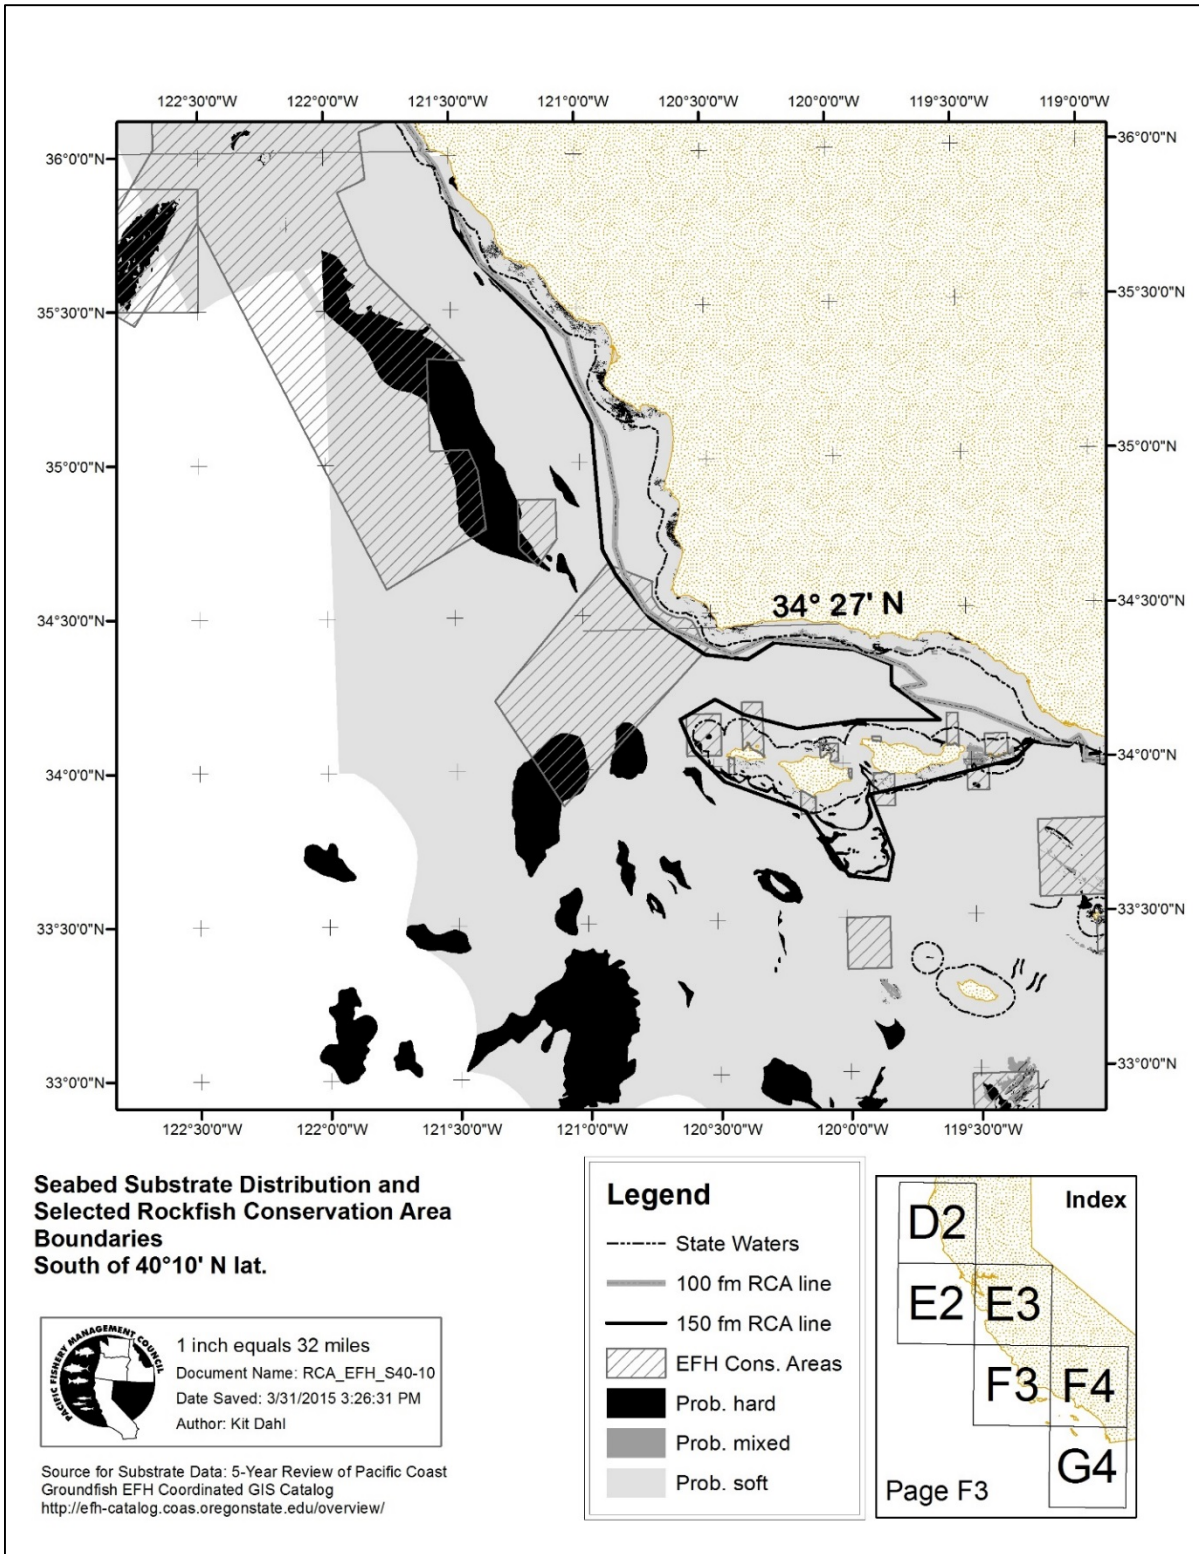 122°30'0"W 122°0'0"W 121°30'0"W 121°0'0"W 120°30'0"W 120°0'0"W 119°30'0"W 119°0'0"W
36°0'0"N 36°0'0"N
35°30'0"N 35°30'0"N
35°0'0"N 35°0'0"N
34°30'0"N 34°30'0"N
34° 27' N
34°0'0"N 34°0'0"N
33°30'0"N 33°30'0"N
33°0'0"N 33°0'0"N
122°30'0"W 122°0'0"W 121°30'0"W 121°0'0"W 120°30'0"W 120°0'0"W 119°30'0"W
Seabed Substrate Distribution and
Selected Rockfish Conservation Area
Boundaries
South of 40°10' N lat.
PACIFIC FISHERY MANAGEMENT COUNCIL
1 inch equals 32 miles
Document Name: RCA_EFH_S40-10
Date Saved: 3/31/2015 3:26:31 PM
Author: Kit Dahl
Source for Substrate Data: 5-Year Review of Pacific Coast
Groundfish EFH Coordinated GIS Catalog
http://efh-catalog.coas.oregonstate.edu/overview/
Legend
State Waters
100 fm RCA line
150 fm RCA line
EFH Cons. Areas
Prob. hard
Prob. mixed
Prob. soft
Index
D2
E2 E3
F3 F4
G4
Page F3